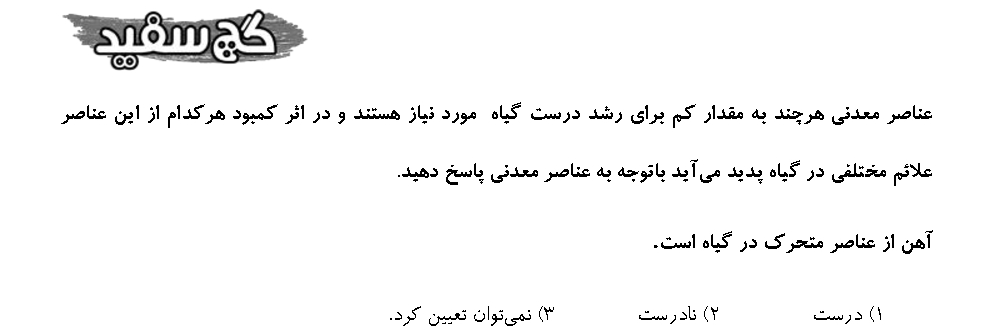 گچ سفید
عناصر معدنی هرچند به مقدار کم برای رشد درست گیاه مورد نیاز هستند و در اثر کمبود هرکدام از این عناصر
علائم مختلفی در گیاه پدید می‌آید باتوجه به عناصر معدنی پاسخ دهید.
آهن از عناصر متحرک در گیاه است.
۱) درست ۲) نادرست ۳) نمی‌توان تعیین کرد.